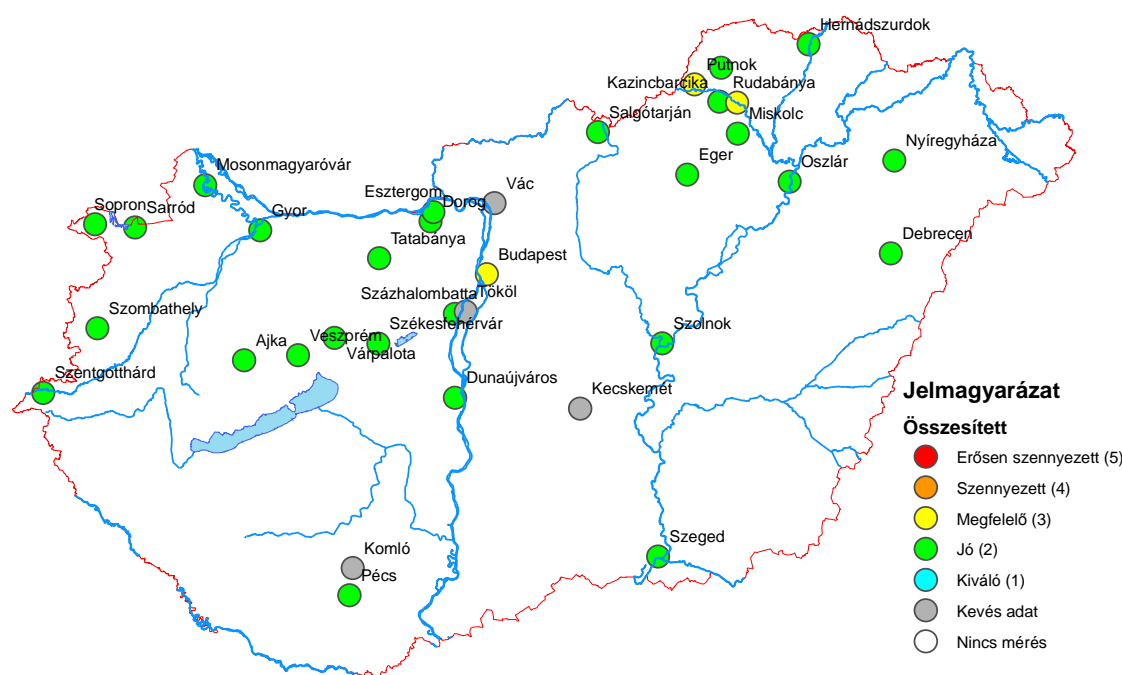 Hernádszurdok
Putnok
Kazincbarcika
Rudabánya
Salgótarján
Miskolc
Nyíregyháza
Mosonmagyaróvár
Eger
Oszlár
Esztergom
Vác
Dorog
Sopron
Sarród
Gyor
Tatabánya
Debrecen
Budapest
Százhalombatta
Tököl
Szombathely
Székesfehérvár
Ajka
Veszprém
Várpalota
Szolnok
Szentgotthárd
Dunaújváros
Kecskemét
Jelmagyarázat
Összesített
Erősen szennyezett (5)
Szennyezett (4)
Megfelelő (3)
Jó (2)
Kiváló (1)
Kevés adat
Nincs mérés
Szeged
Komló
Pécs